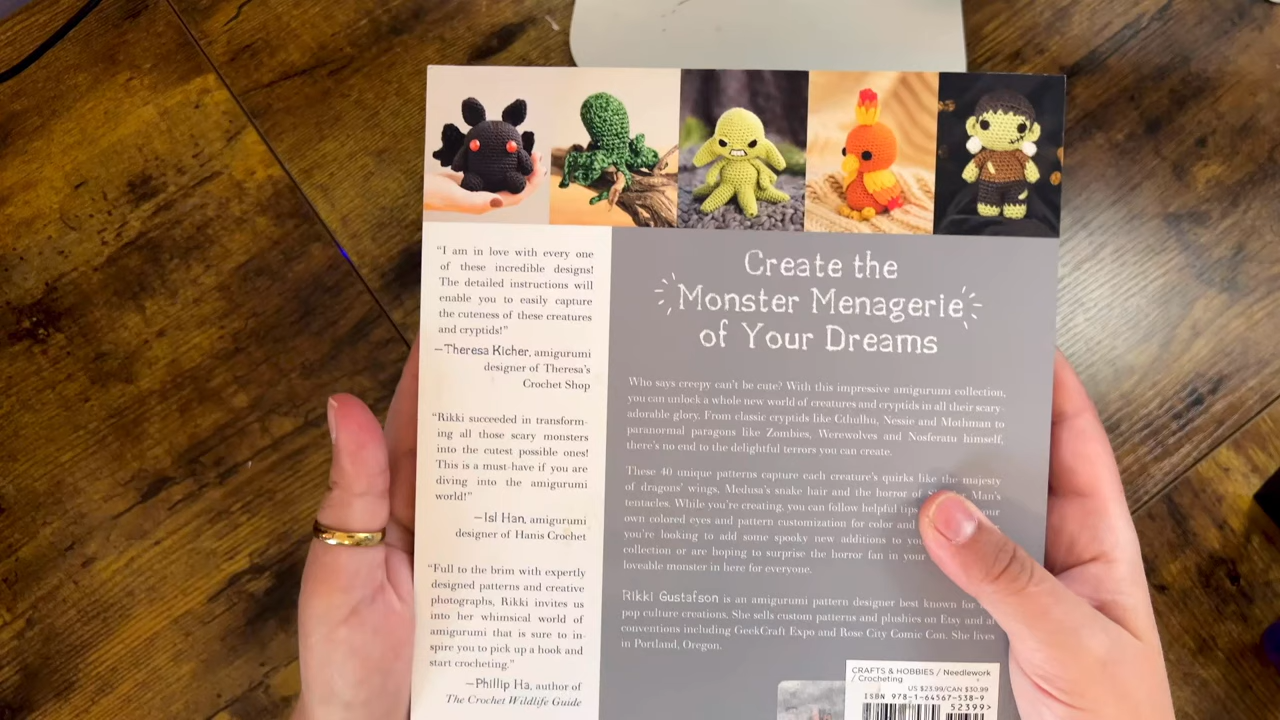 “I am in love with every one
of these incredible designs!
The detailed instructions will
enable you to easily capture
the cuteness of these creatures
and cryptids!”
—Theresa Kicher, amigurumi
designer of Theresa’s
Crochet Shop
“Rikki succeeded in transform-
ing all those scary monsters
into the cutest possible ones!
This is a must-have if you are
diving into the amigurumi
world!”
—Isl Han, amigurumi
designer of Hanis Crochet
“Full to the brim with expertly
designed patterns and creative
photographs, Rikki invites us
into her whimsical world of
amigurumi that is sure to in-
spire you to pick up a hook and
start crocheting.”
—Phillip Ha, author of
The Crochet Wildlife Guide
Create the
Monster Menagerie
of Your Dreams
Who says creepy can’t be cute? With this impressive amigurumi collection,
you can unlock a whole new world of creatures and cryptids in all their scary-
adorable glory. From classic cryptids like Cthulhu, Nessie and Mothman to
paranormal paragons like Zombies, Werewolves and Nosferatu himself,
there’s no end to the delightful terrors you can create.
These 40 unique patterns capture each creature’s quirks like the majesty
of dragons’ wings, Medusa’s snake hair and the horror of Man’s
tentacles. While you’re creating, you can follow helpful your
own colored eyes and pattern customization for color and
you’re looking to add some spooky new additions to
collection or are hoping to surprise the horror fan in your
loveable monster in here for everyone.
Rikki Gustafson is an amigurumi pattern designer best known for
pop culture creations. She sells custom patterns and plushies on Etsy and at
conventions including GeekCraft Expo and Rose City Comic Con. She lives
in Portland, Oregon.
CRAFTS & HOBBIES / Needlework
/ Crocheting
US $23.99/CAN $30.99
ISBN 978-1-64567-538-9
52399>